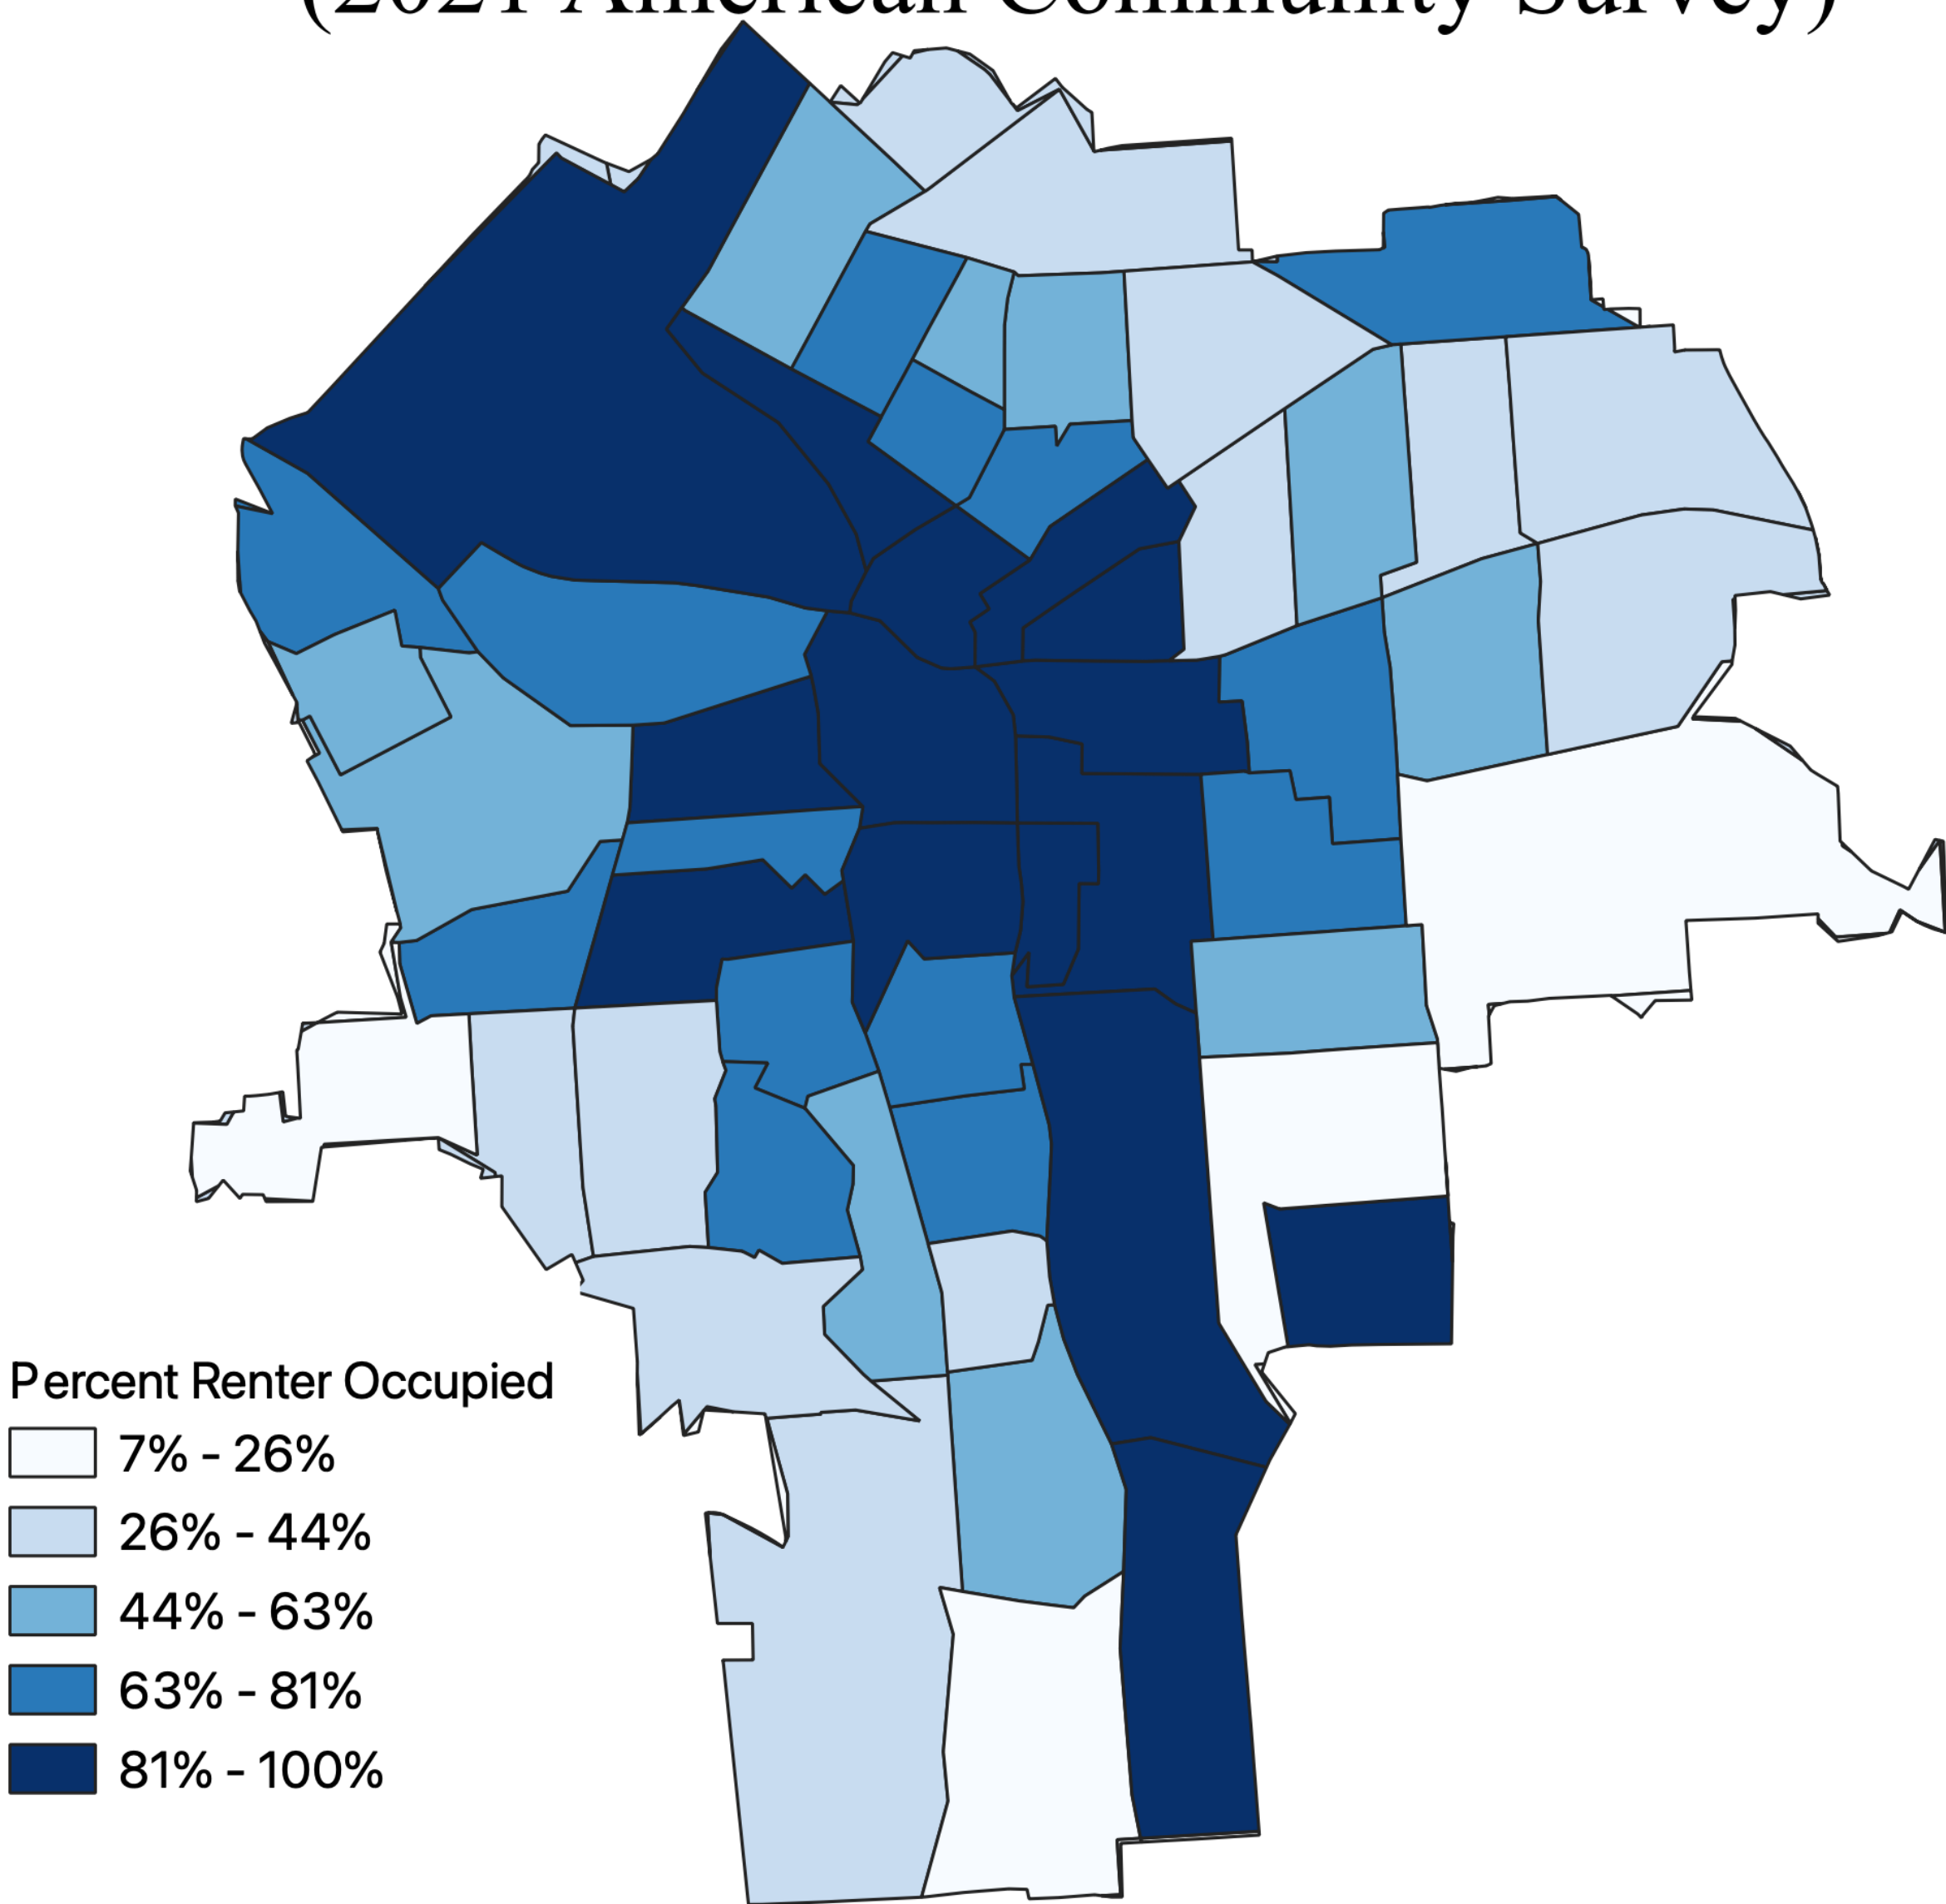 (2021 American Community Survey))
Percent Renter Occupied
7% - 26%
26% - 44%
44% - 63%
63% - 81%
81% - 100%